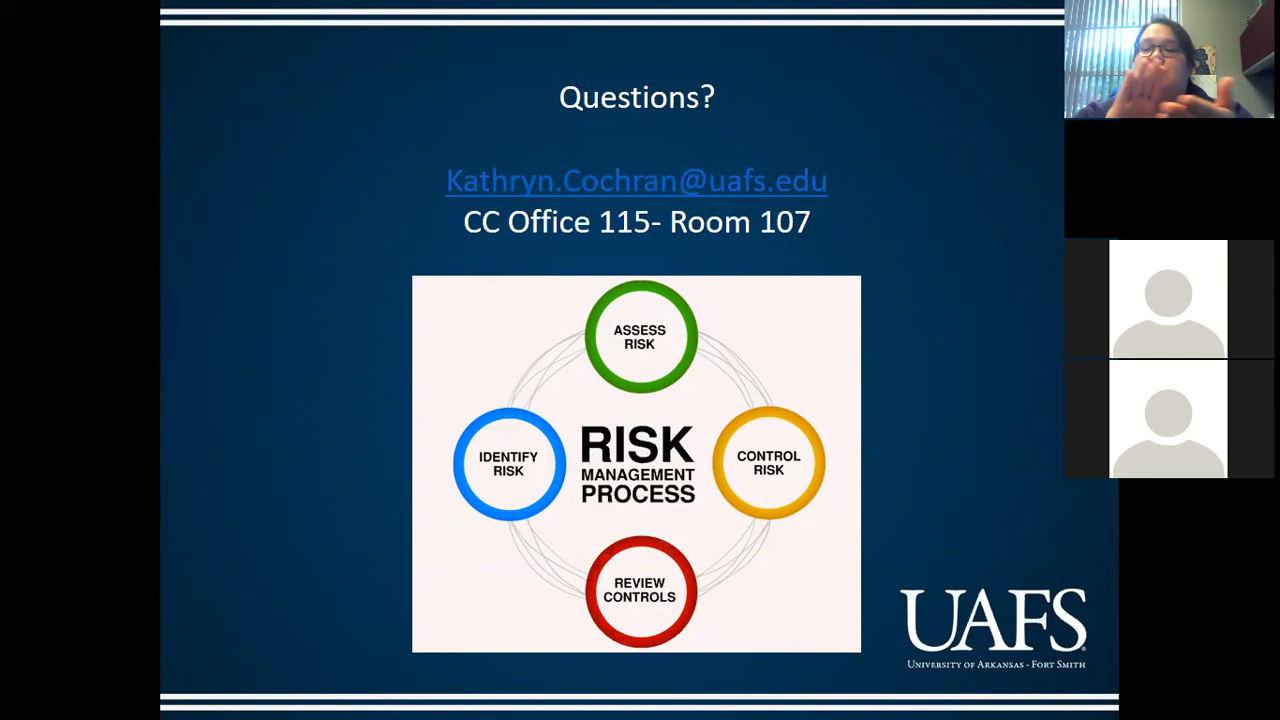 Questions?
Kathryn.Cochran@uafs.edu
CC Office 115- Room 107
ASSESS
RISK
IDENTIFY
RISK
RISK
MANAGEMENT
PROCESS
CONTROL
RISK
REVIEW
CONTROLS
UAFS
UNIVERSITY OF ARKANSAS - FORT SMITH